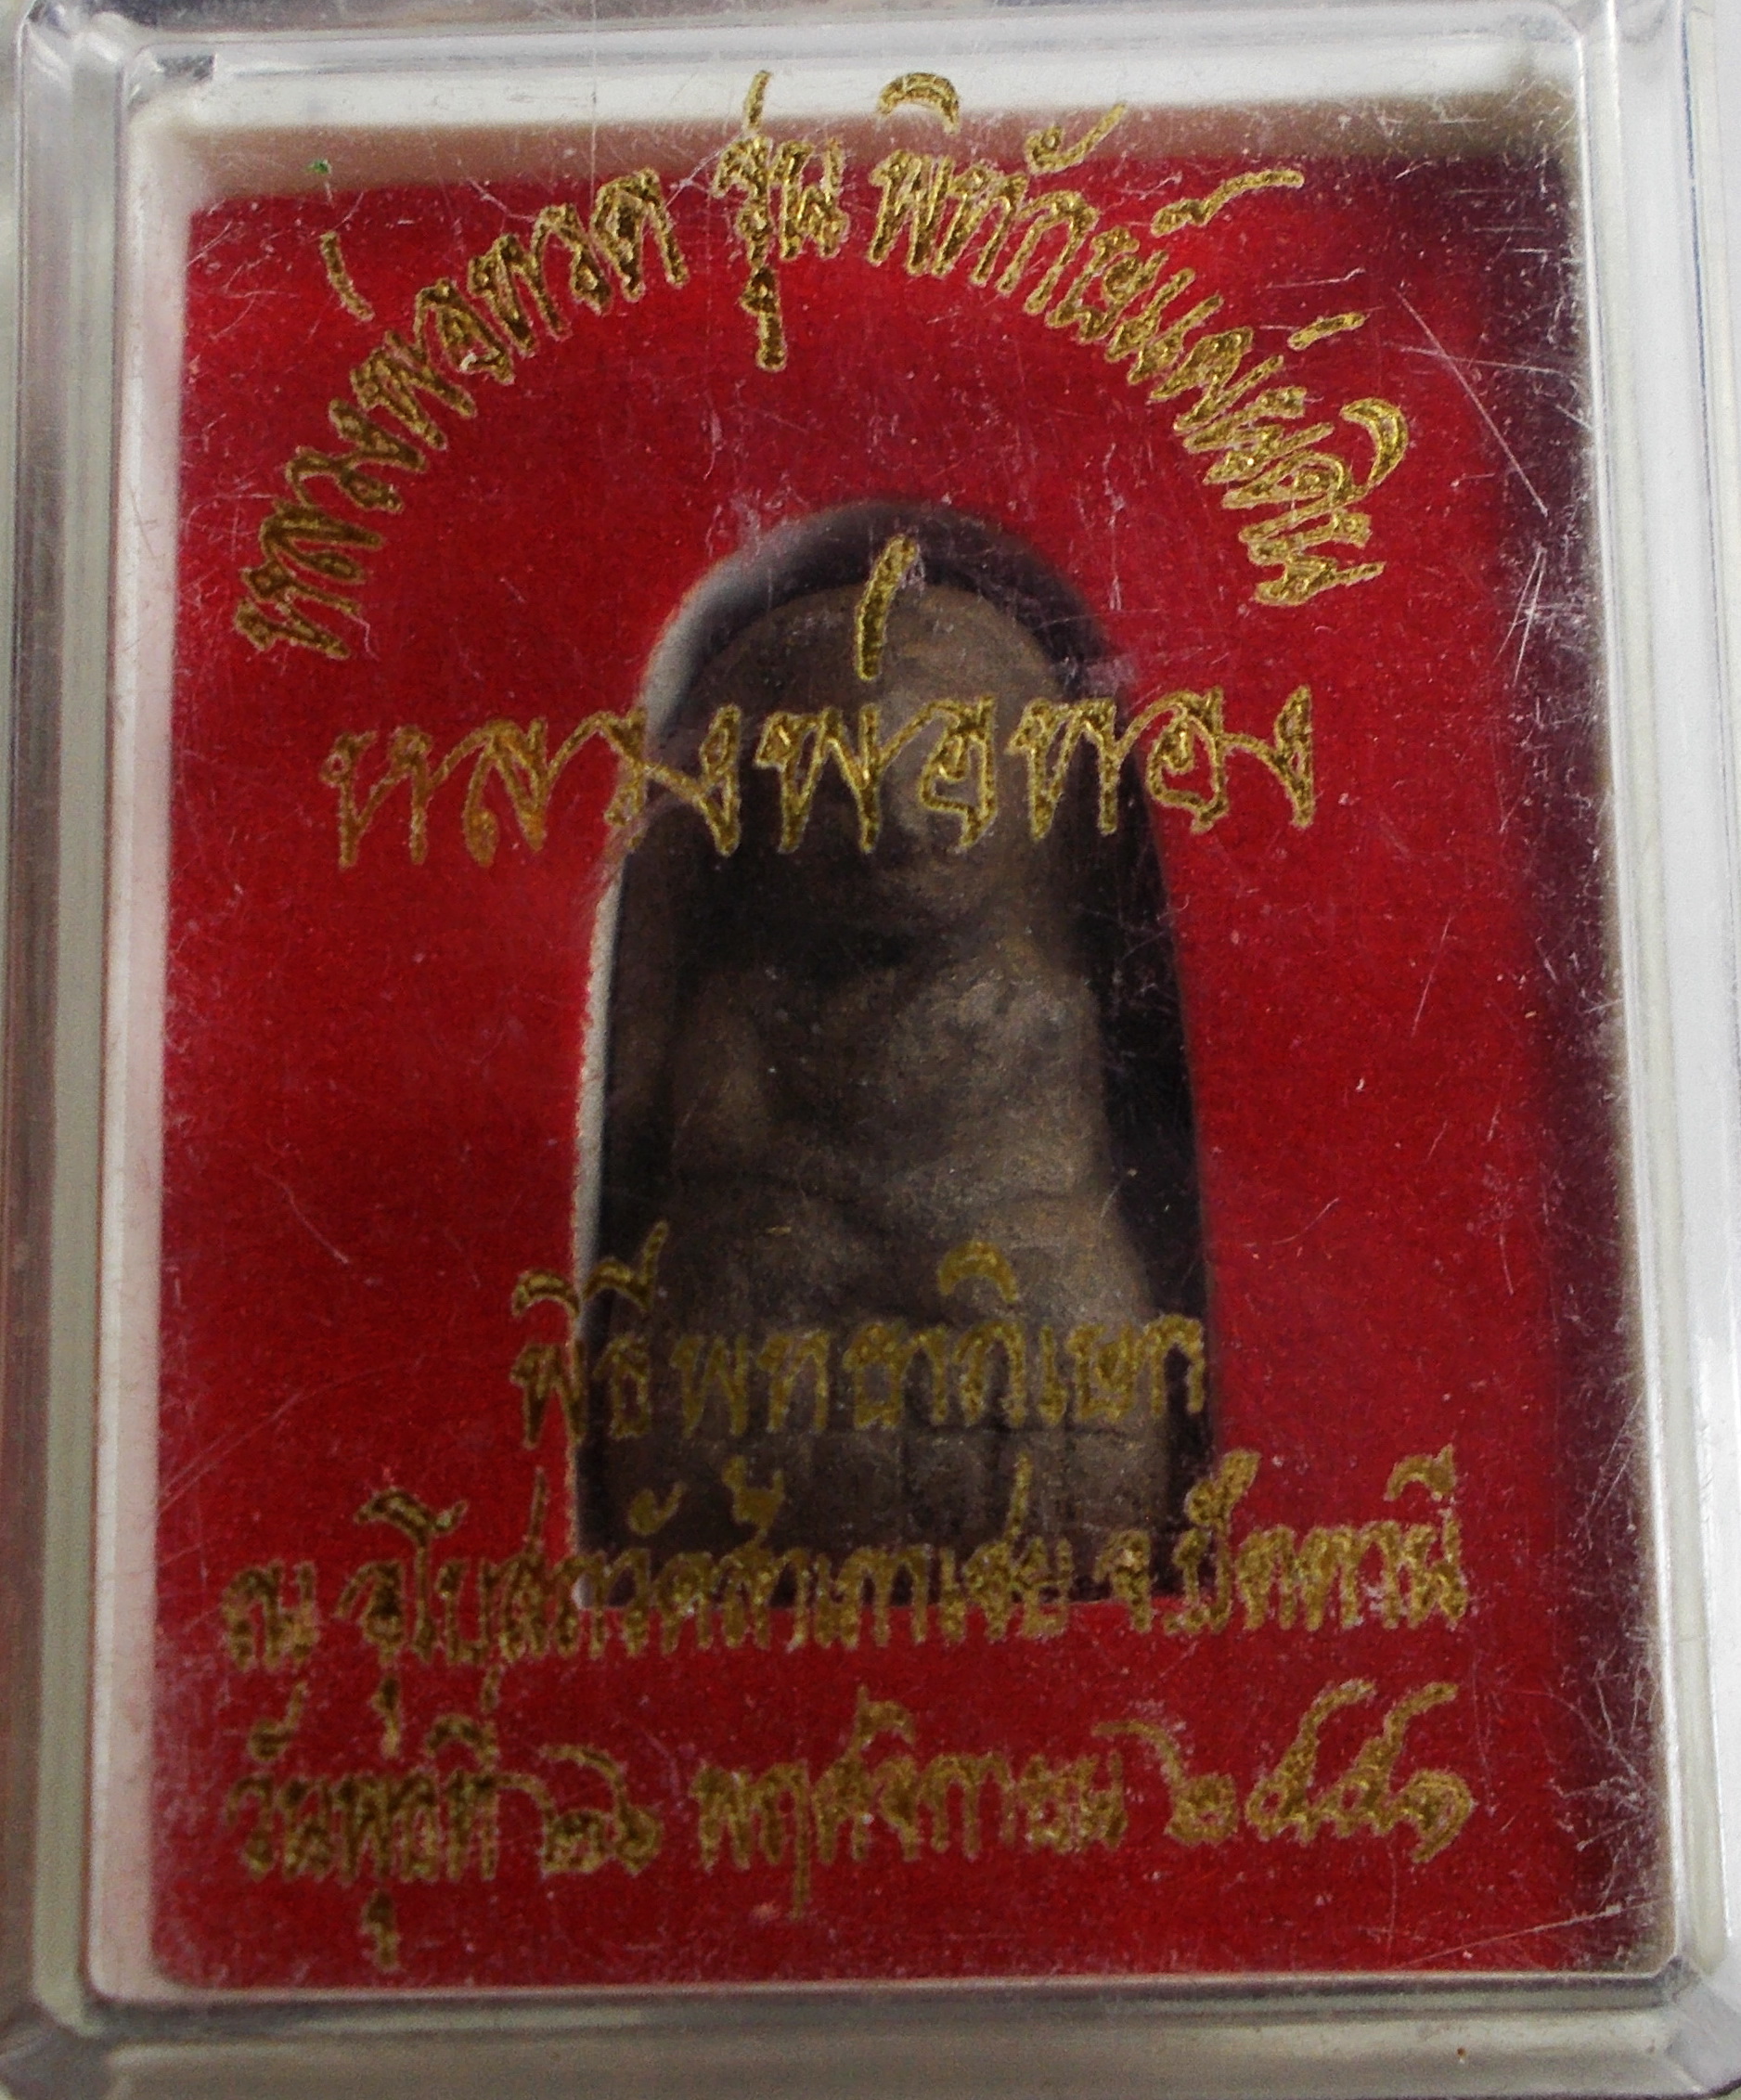 หลวงพ่อทวด รุ่น พิทักษ์แผ่นดิน
หลวงพ่อทอง
พิธีพุทธาภิเษก
ณ อุโบสถวัดสำเภาเชย จ.ปัตตานี
วันพุธที่ ๒๖ พฤศจิกายน ๒๕๕๑